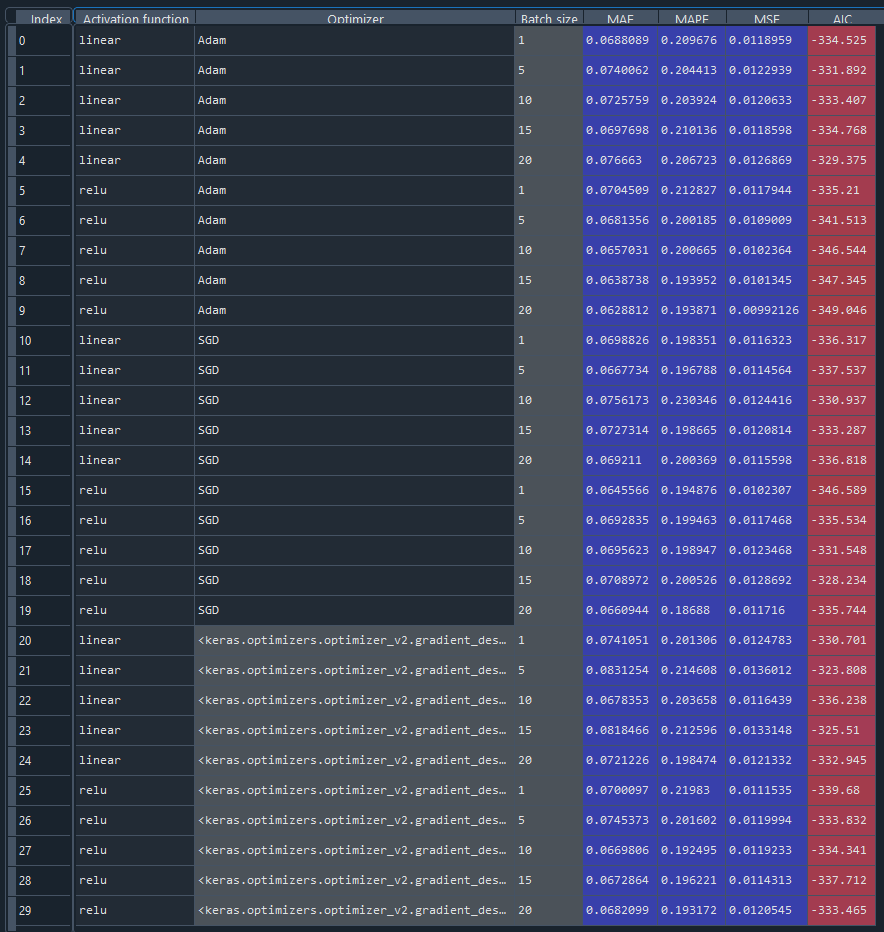 Index Activation function Optimizer Batch size MAE MAPE MSE AIC
0 linear Adam 1 0.0688089 0.209676 0.0118959 -334.525
1 linear Adam 5 0.0740062 0.204413 0.0122939 -331.892
2 linear Adam 10 0.0725759 0.203924 0.0120633 -333.407
3 linear Adam 15 0.0697698 0.210136 0.0118598 -334.768
4 linear Adam 20 0.076663 0.206723 0.0126869 -329.375
5 relu Adam 1 0.0704509 0.212827 0.0117944 -335.21
6 relu Adam 5 0.0681356 0.200185 0.0109009 -341.513
7 relu Adam 10 0.0657031 0.200665 0.0102364 -346.544
8 relu Adam 15 0.0638738 0.193952 0.0101345 -347.345
9 relu Adam 20 0.0628812 0.193871 0.00992126 -349.046
10 linear SGD 1 0.0698826 0.198351 0.0116323 -336.317
11 linear SGD 5 0.0667734 0.196788 0.0114564 -337.537
12 linear SGD 10 0.0756173 0.230346 0.0124416 -330.937
13 linear SGD 15 0.0727314 0.198665 0.0120814 -333.287
14 linear SGD 20 0.069211 0.200369 0.0115598 -336.818
15 relu SGD 1 0.0645566 0.194876 0.0102307 -346.589
16 relu SGD 5 0.0692835 0.199463 0.0117468 -335.534
17 relu SGD 10 0.0695623 0.198947 0.0123468 -331.548
18 relu SGD 15 0.0708972 0.200526 0.0128692 -328.234
19 relu SGD 20 0.0660944 0.18688 0.011716 -335.744
20 linear <keras.optimizers.optimizer_v2.gradient_des… 1 0.0741051 0.201306 0.0124783 -330.701
21 linear <keras.optimizers.optimizer_v2.gradient_des… 5 0.0831254 0.214608 0.0136012 -323.808
22 linear <keras.optimizers.optimizer_v2.gradient_des… 10 0.0678353 0.203658 0.0116439 -336.238
23 linear <keras.optimizers.optimizer_v2.gradient_des… 15 0.0818466 0.212596 0.0133148 -325.51
24 linear <keras.optimizers.optimizer_v2.gradient_des… 20 0.0721226 0.198474 0.0121332 -332.945
25 relu <keras.optimizers.optimizer_v2.gradient_des… 1 0.0700097 0.21983 0.0111535 -339.68
26 relu <keras.optimizers.optimizer_v2.gradient_des… 5 0.0745373 0.201602 0.0119994 -333.832
27 relu <keras.optimizers.optimizer_v2.gradient_des… 10 0.0669806 0.192495 0.0119233 -334.341
28 relu <keras.optimizers.optimizer_v2.gradient_des… 15 0.0672864 0.196221 0.0114313 -337.712
29 relu <keras.optimizers.optimizer_v2.gradient_des… 20 0.0682099 0.193172 0.0120545 -333.465